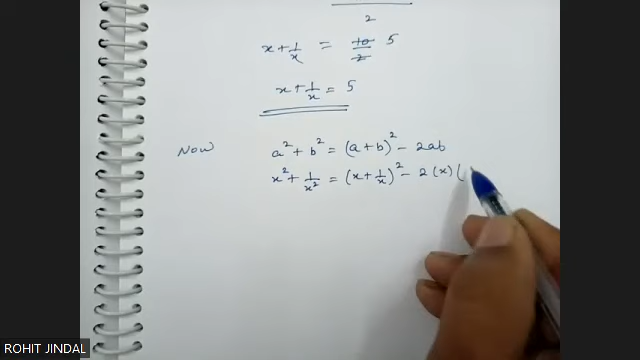 2
x + 1/x = 10/2 5
x + 1/x = 5
Now a² + b² = (a + b)² - 2ab
x² + 1/x² = (x + 1/x)² - 2 (x) (
ROHIT JINDAL